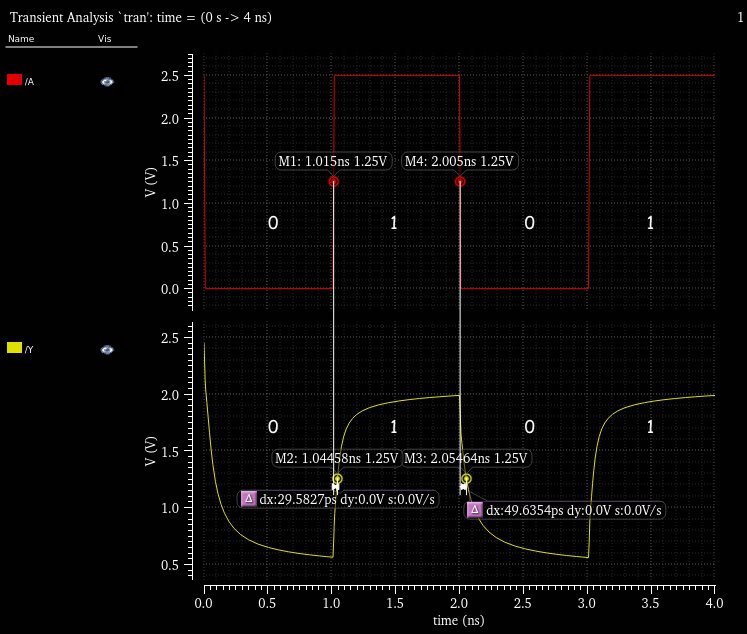 Transient Analysis `tran': time = (0 s -> 4 ns)
1
Name Vis
/A
2.5
2.0
1.5
1.0
0.5
0.0
V (V)
M1: 1.015ns 1.25V
M4: 2.005ns 1.25V
0 1 0 1
/Y
2.5
2.0
1.5
1.0
0.5
V (V)
0 1 0 1
M2: 1.04458ns 1.25V
M3: 2.05464ns 1.25V
Δ dx:29.5827ps dy:0.0V s:0.0V/s
Δ dx:49.6354ps dy:0.0V s:0.0V/s
0.0 0.5 1.0 1.5 2.0 2.5 3.0 3.5 4.0
time (ns)